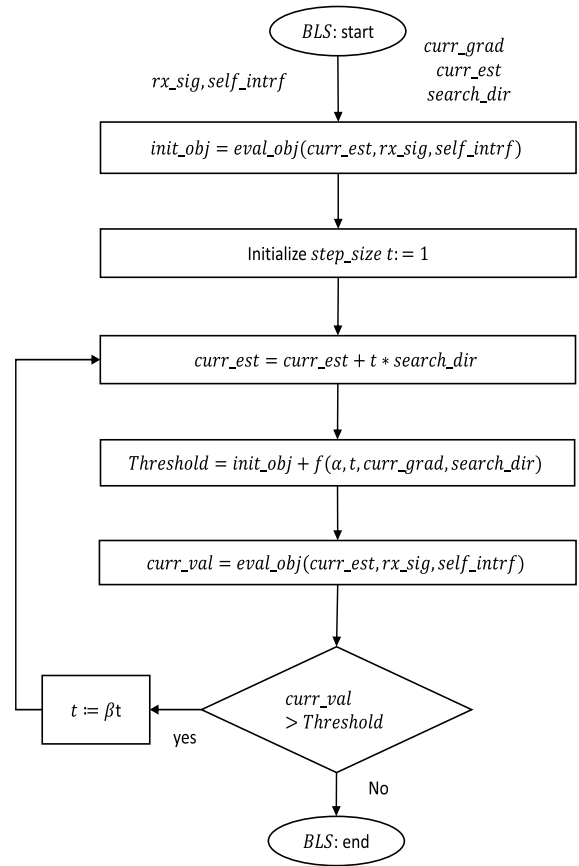 BLS: start
rx_sig, self_intrf
curr_grad
curr_est
search_dir
init_obj = eval_obj(curr_est, rx_sig, self_intrf)
Initialize step_size t: = 1
curr_est = curr_est + t ∗ search_dir
Threshold = init_obj + f(α, t, curr_grad, search_dir)
curr_val = eval_obj(curr_est, rx_sig, self_intrf)
curr_val
> Threshold
t ≔ βt
yes
No
BLS: end